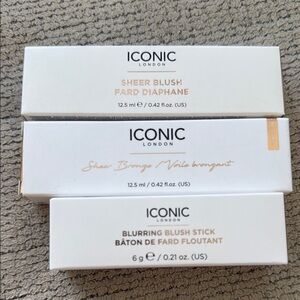 ICONIC
LONDON
SHEER BLUSH
FARD DIAPHANE
12.5 ml ℮ / 0.42 fl.oz. (US)
ICONIC
LONDON
Sheer Bronze / Voile bronzant
12.5 ml / 0.42 fl.oz. (US)
ICONIC
LONDON
BLURRING BLUSH STICK
BÂTON DE FARD FLOUTANT
6 g ℮ / 0.21 oz. (US)